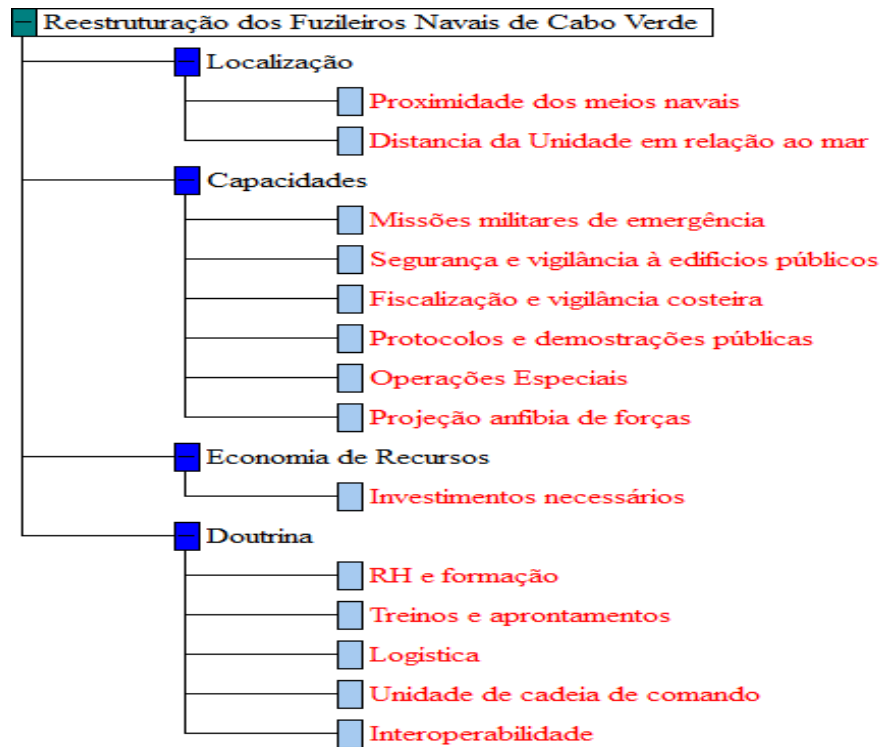 Reestruturação dos Fuzileiros Navais de Cabo Verde
Localização
Proximidade dos meios navais
Distancia da Unidade em relação ao mar
Capacidades
Missões militares de emergência
Segurança e vigilância à edificios públicos
Fiscalização e vigilância costeira
Protocolos e demostrações públicas
Operações Especiais
Projeção anfibia de forças
Economia de Recursos
Investimentos necessários
Doutrina
RH e formação
Treinos e aprontamentos
Logistica
Unidade de cadeia de comando
Interoperabilidade